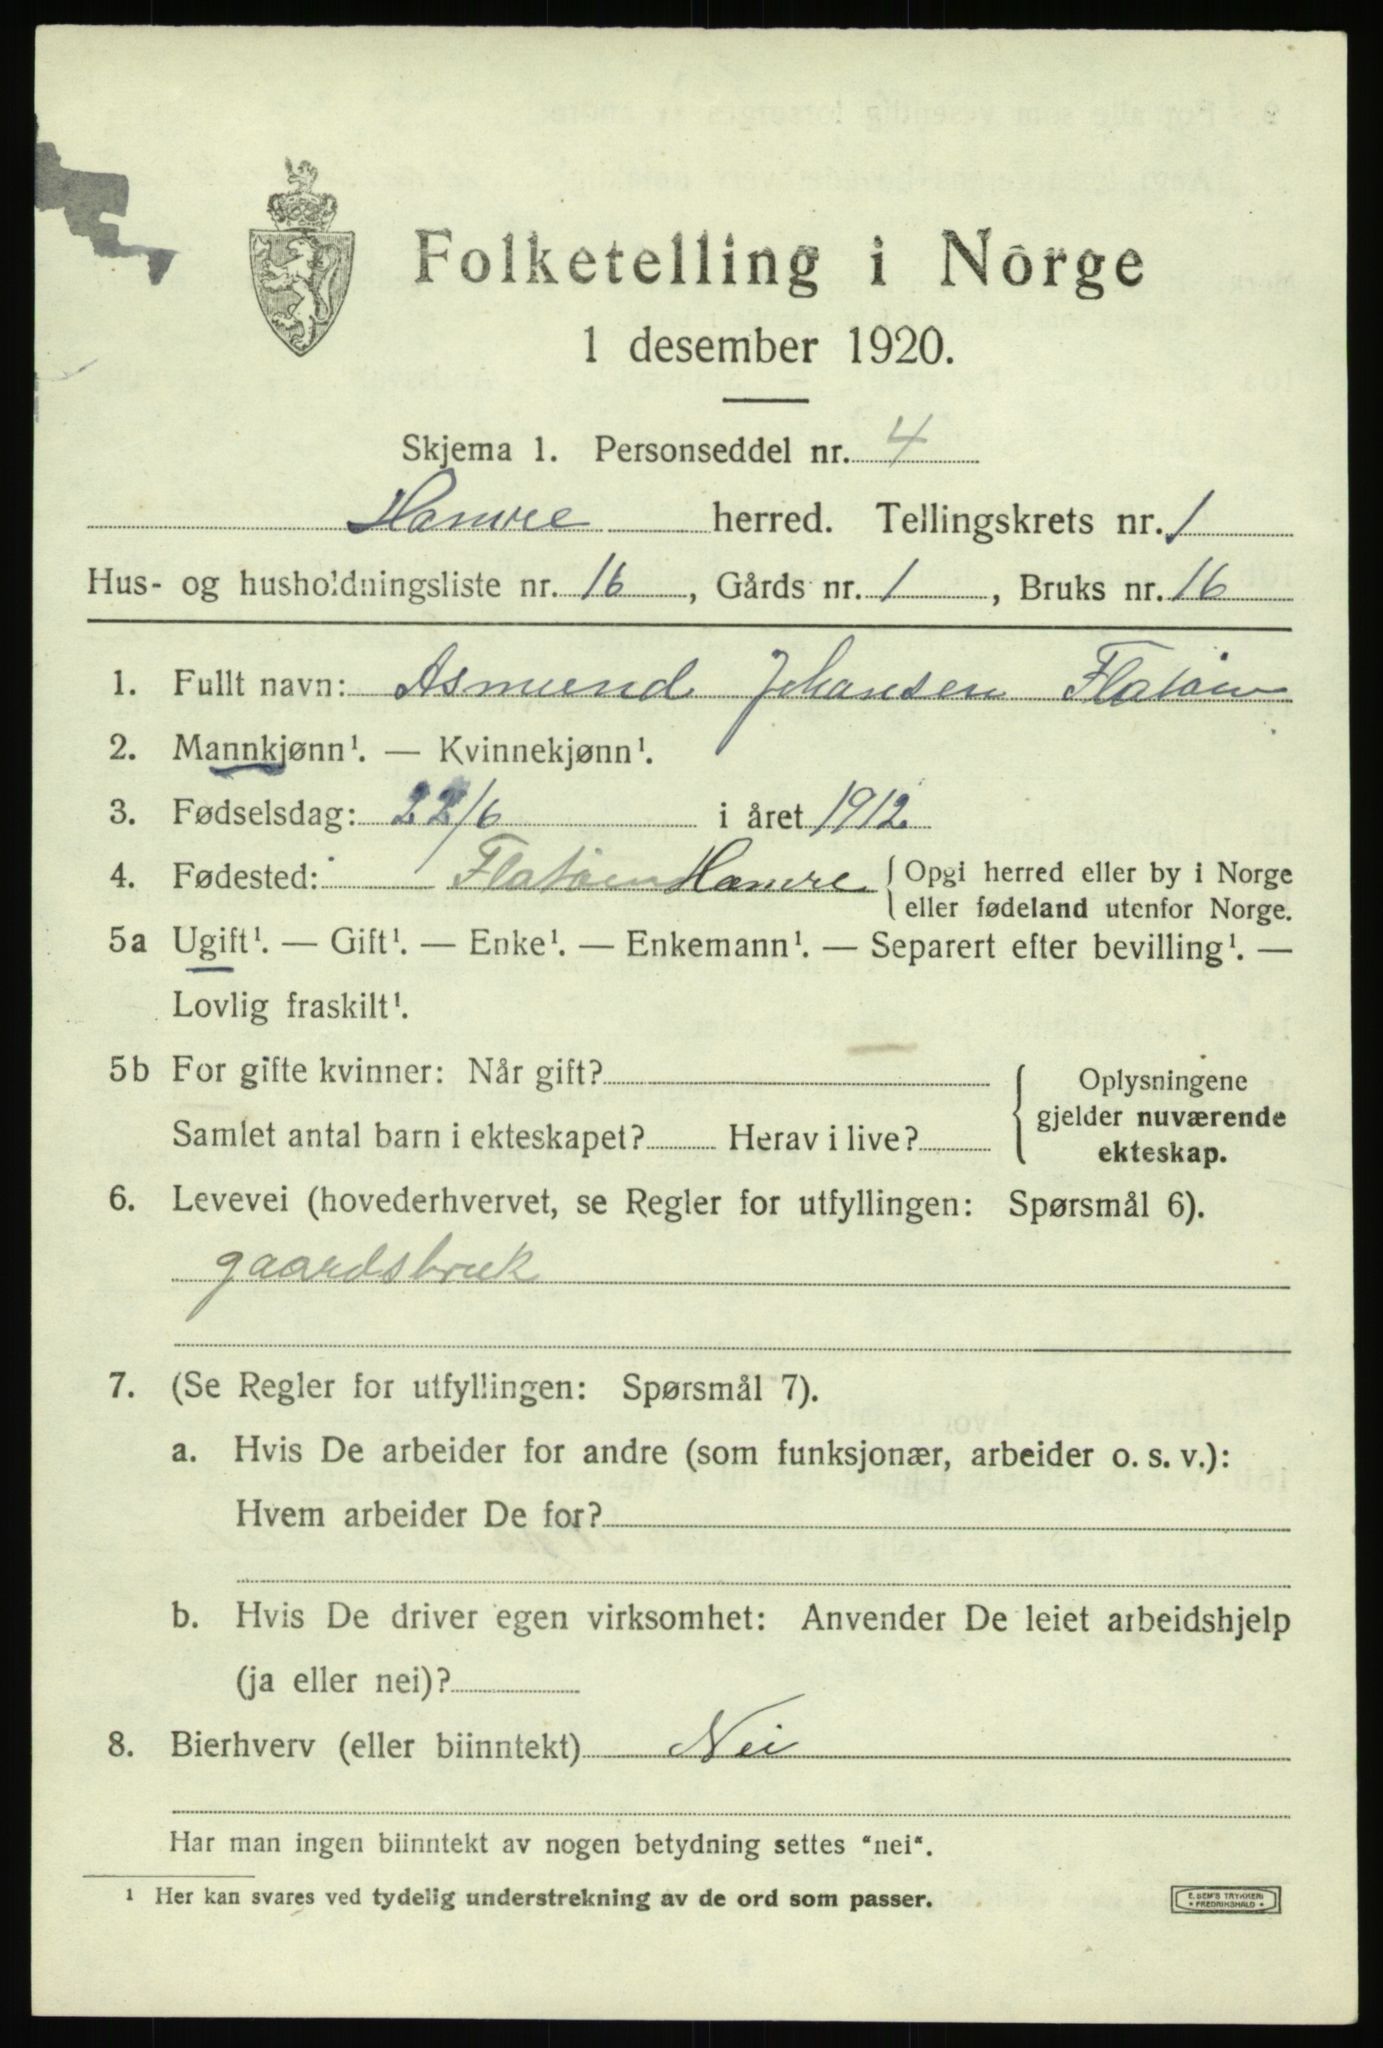 Folketelling i Norge
1 desember 1920.
Skjema 1. Personseddel nr. 4
Hamre herred. Tellingskrets nr. 1
Hus- og husholdningsliste nr. 16, Gårds nr. 1, Bruks nr. 16
1. Fullt navn: Asmund Johansen Flatøien
2. Mannkjønn¹. — Kvinnekjønn¹.
3. Fødselsdag: 22/6 i året 1912.
4. Fødested: Flatøien Hamre { Opgi herred eller by i Norge
eller fødeland utenfor Norge.
5a Ugift¹. — Gift¹. — Enke¹. — Enkemann¹. — Separert efter bevilling¹. —
Lovlig fraskilt¹.
5b For gifte kvinner: Når gift?
Samlet antal barn i ekteskapet? Herav i live?
{ Oplysningene
gjelder nuværende
ekteskap.
6. Levevei (hovederhvervet, se Regler for utfyllingen: Spørsmål 6).
gaardsbruk
7. (Se Regler for utfyllingen: Spørsmål 7).
a. Hvis De arbeider for andre (som funksjonær, arbeider o. s. v.):
Hvem arbeider De for?
b. Hvis De driver egen virksomhet: Anvender De leiet arbeidshjelp
(ja eller nei)?
8. Bierhverv (eller biinntekt) Nei
Har man ingen biinntekt av nogen betydning settes "nei".
¹ Her kan svares ved tydelig understrekning av de ord som passer.
E. SEM'S TRYKKERI
* FREDRIKSHALD *